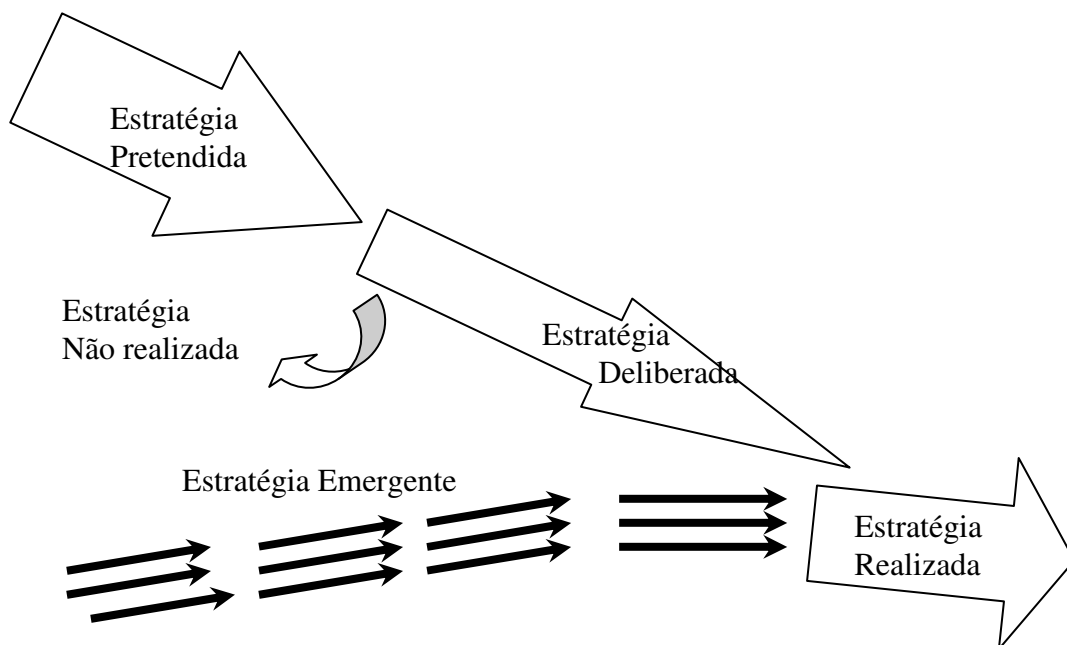 Estratégia
Pretendida
Estratégia
Não realizada
Estratégia
Deliberada
Estratégia Emergente
Estratégia
Realizada